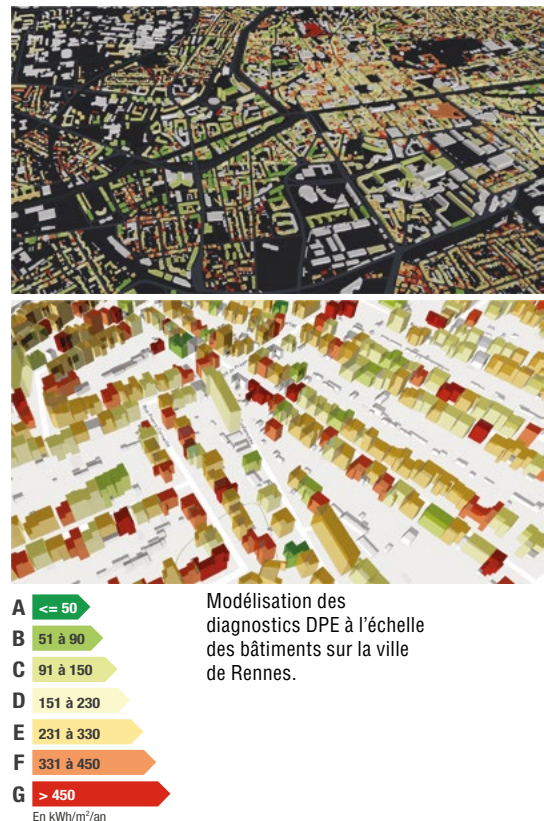 A <= 50
B 51 à 90
C 91 à 150
D 151 à 230
E 231 à 330
F 331 à 450
G > 450
En kWh/m²/an
Modélisation des
diagnostics DPE à l'échelle
des bâtiments sur la ville
de Rennes.